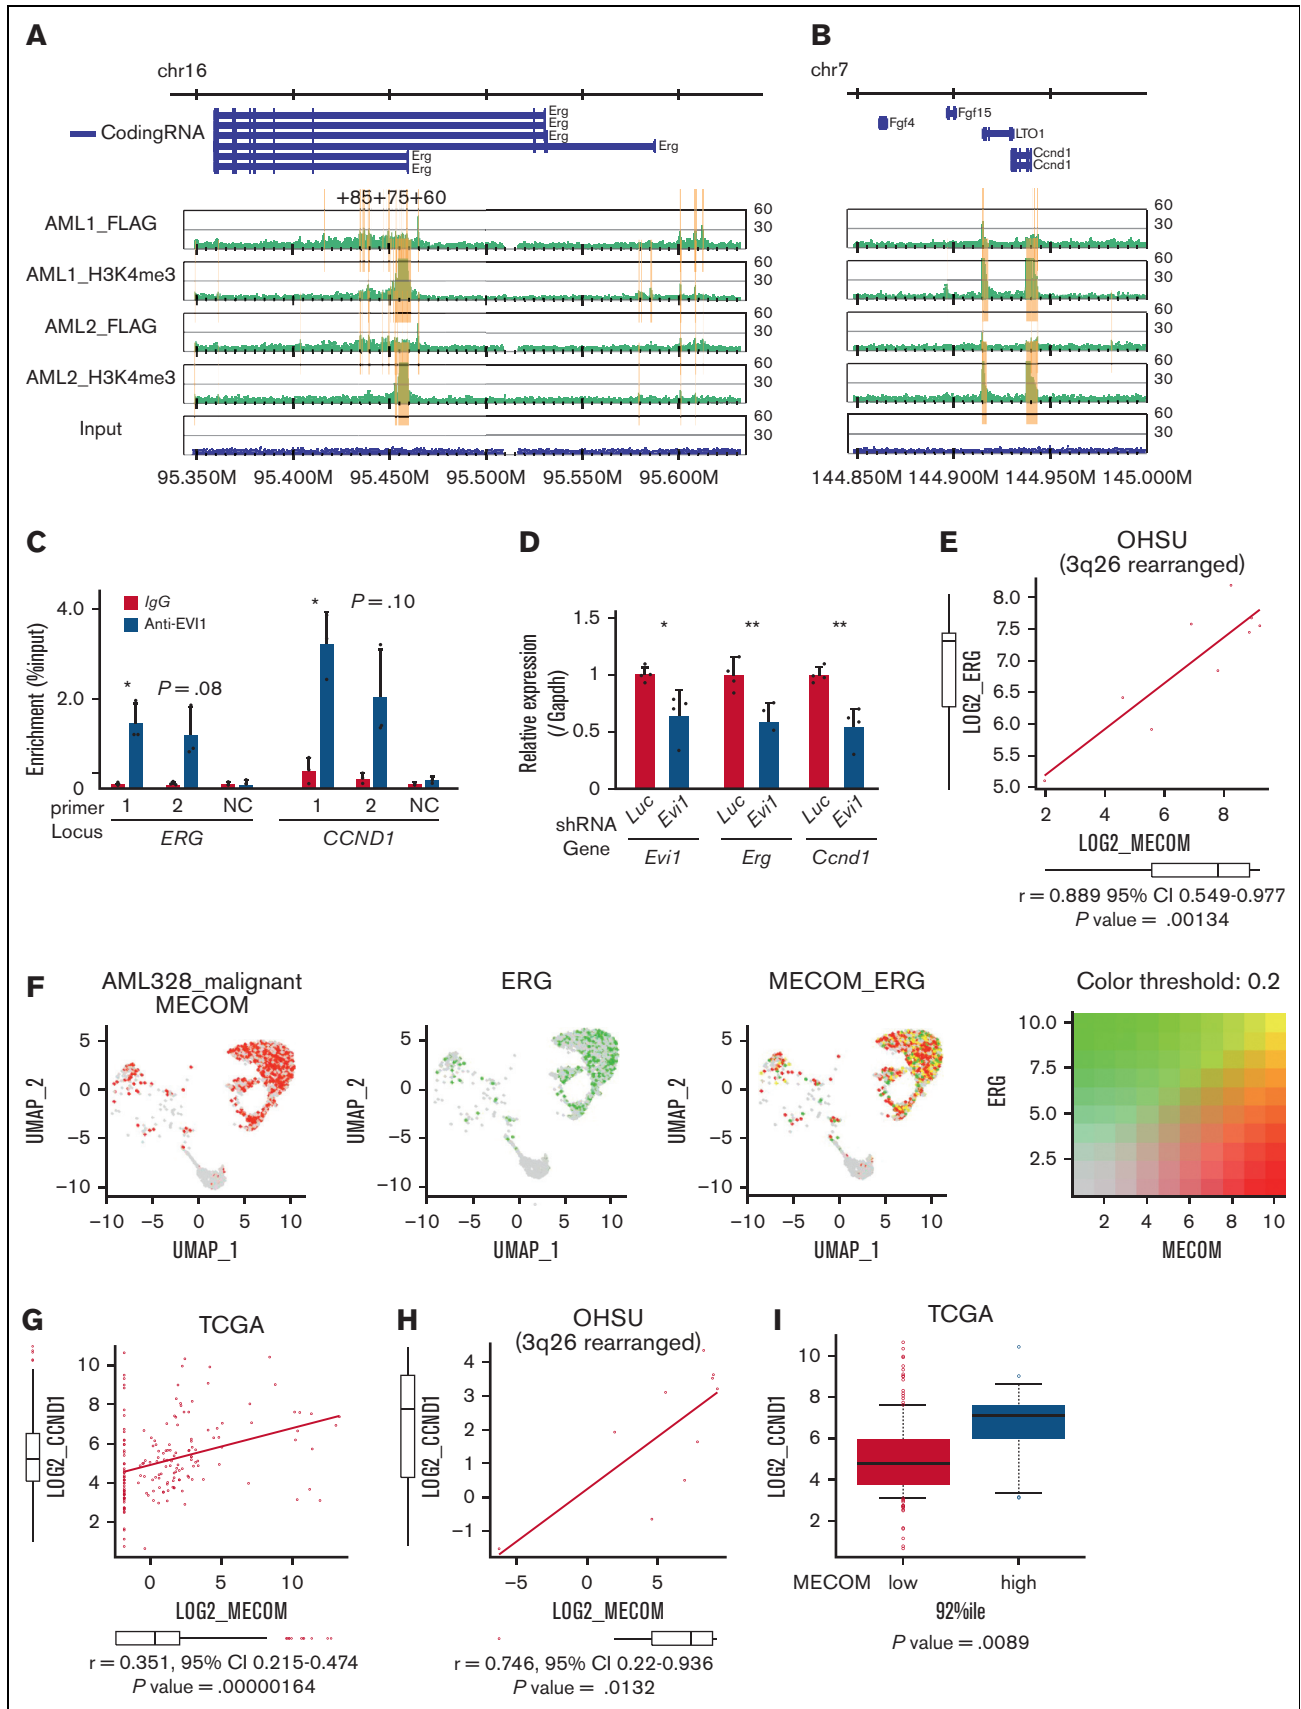 A
chr16
CodingRNA
Erg
Erg
Erg
Erg
Erg
Erg
+85+75+60
AML1_FLAG
60
30
AML1_H3K4me3
60
30
AML2_FLAG
60
30
AML2_H3K4me3
60
30
Input
60
30
95.350M 95.400M 95.450M 95.500M 95.600M
B
chr7
Fgf4
Fgf15
LTO1
Ccnd1
Ccnd1
60
30
60
30
60
30
60
30
60
30
144.850M 144.900M 144.950M 145.000M
C
Enrichment (%input)
4.0
2.0
0
IgG
Anti-EVI1
*
P = .08
*
P = .10
primer 1 2 NC 1 2 NC
Locus ERG CCND1
D
Relative expression
(/ Gapdh)
1.5
1
0.5
0
* ** **
shRNA Luc Evi1 Luc Evi1 Luc Evi1
Gene Evi1 Erg Ccnd1
E
OHSU
(3q26 rearranged)
LOG2_ERG
8.0
7.5
7.0
6.5
6.0
5.5
5.0
2 4 6 8
LOG2_MECOM
r = 0.889 95% CI 0.549-0.977
P value = .00134
F
AML328_malignant
MECOM
UMAP_2
5
0
−5
−10
−10 −5 0 5 10
UMAP_1
ERG
UMAP_2
5
0
−5
−10
−10 −5 0 5 10
UMAP_1
MECOM_ERG
UMAP_2
5
0
−5
−10
−10 −5 0 5 10
UMAP_1
Color threshold: 0.2
ERG
10.0
7.5
5.0
2.5
2 4 6 8 10
MECOM
G
TCGA
LOG2_CCND1
10
8
6
4
2
0 5 10
LOG2_MECOM
r = 0.351, 95% CI 0.215-0.474
P value = .00000164
H
OHSU
(3q26 rearranged)
LOG2_CCND1
4
3
2
1
0
−1
−5 0 5
LOG2_MECOM
r = 0.746, 95% CI 0.22-0.936
P value = .0132
I
TCGA
LOG2_CCND1
10
8
6
4
2
MECOM low high
92%ile
P value = .0089